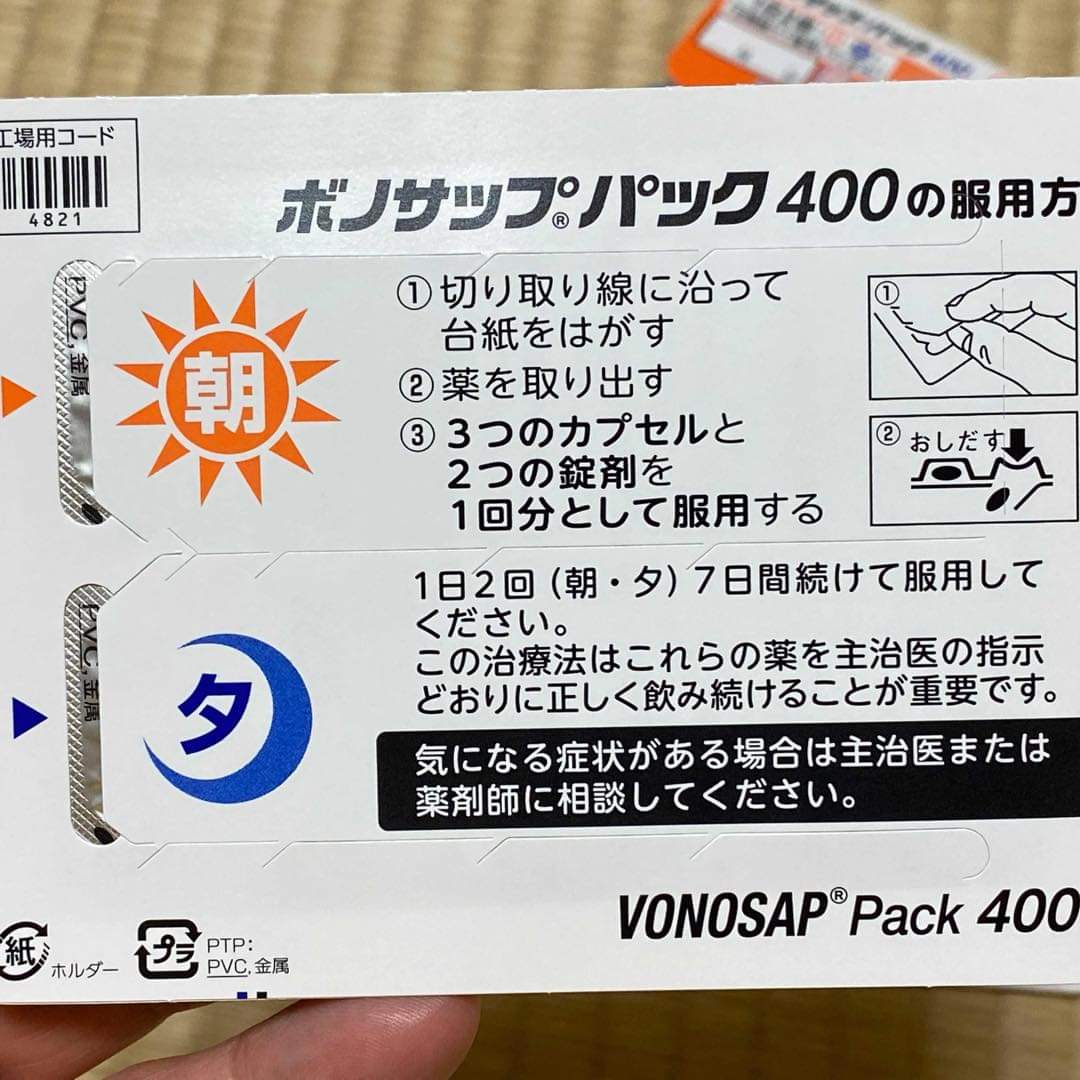 工場用コード
4821
ボノサップ®パック400の服用方
PVC,金属
朝
①切り取り線に沿って
台紙をはがす
②薬を取り出す
③3つのカプセルと
2つの錠剤を
1回分として服用する
①
②おしだす
PVC,金属
夕
1日2回(朝・夕)7日間続けて服用して
ください。
この治療法はこれらの薬を主治医の指示
どおりに正しく飲み続けることが重要です。
気になる症状がある場合は主治医または
薬剤師に相談してください。
VONOSAP® Pack 400
紙
ホルダー
プラ
PTP:
PVC,金属